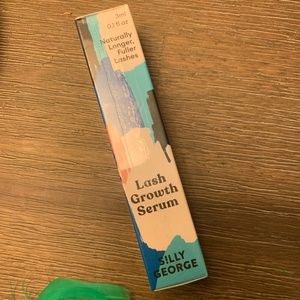 3ml
0.1 fl oz
Naturally
Longer,
Fuller
Lashes
Lash
Growth
Serum
SILLY
GEORGE